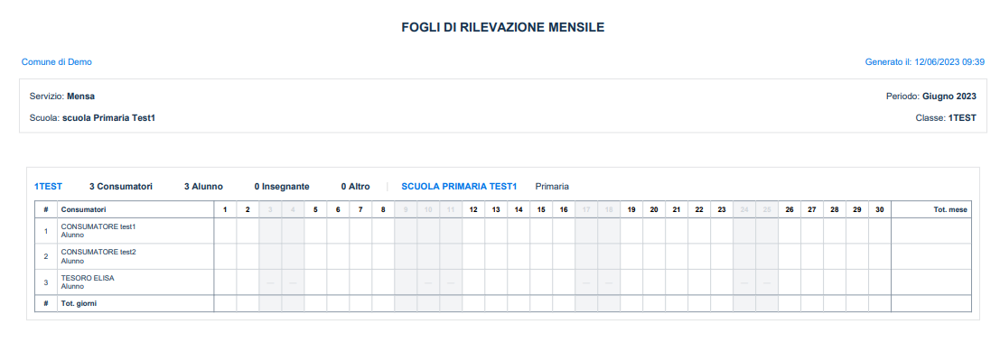 FOGLI DI RILEVAZIONE MENSILE
Comune di Demo Generato il: 12/06/2023 09:39
Servizio: Mensa Periodo: Giugno 2023
Scuola: scuola Primaria Test1 Classe: 1TEST
1TEST 3 Consumatori 3 Alunno 0 Insegnante 0 Altro | SCUOLA PRIMARIA TEST1 Primaria
# Consumatori 1 2 3 4 5 6 7 8 9 10 11 12 13 14 15 16 17 18 19 20 21 22 23 24 25 26 27 28 29 30 Tot. mese
1 CONSUMATORE test1
Alunno
2 CONSUMATORE test2
Alunno
3 TESORO ELISA
Alunno — — — — — — — —
# Tot. giorni